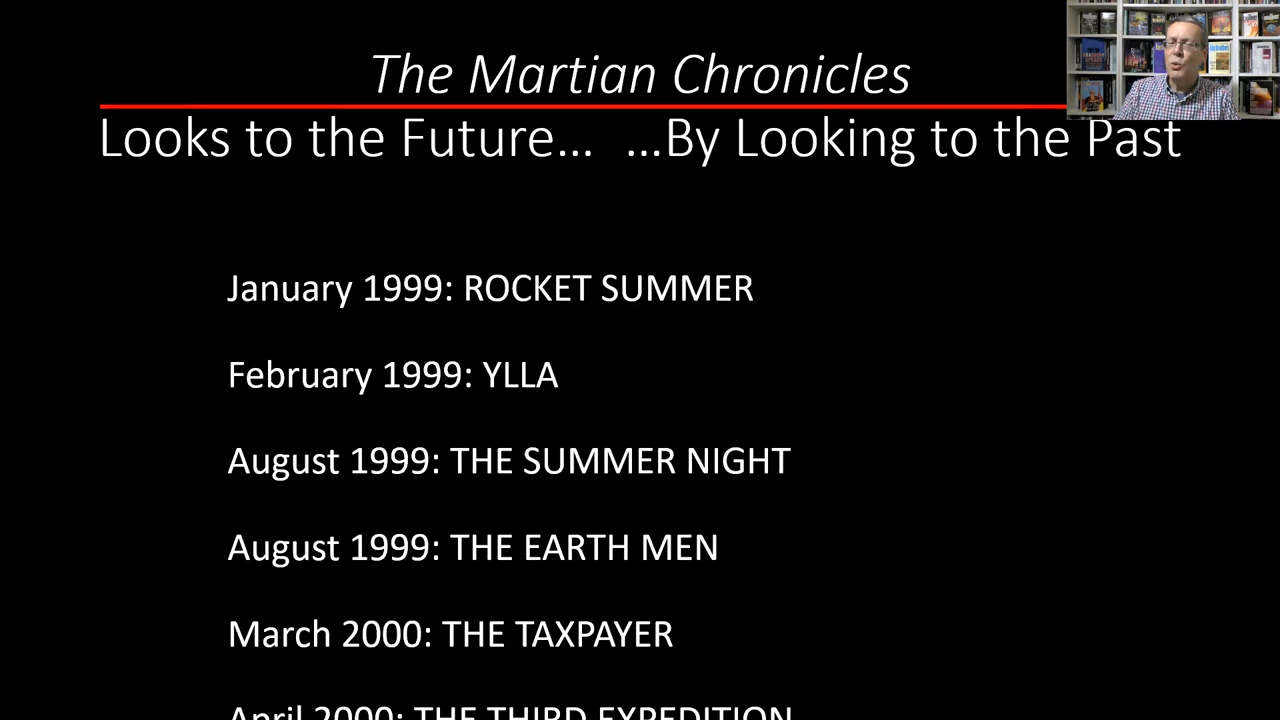 The Martian Chronicles
Looks to the Future... ...By Looking to the Past
January 1999: ROCKET SUMMER
February 1999: YLLA
August 1999: THE SUMMER NIGHT
August 1999: THE EARTH MEN
March 2000: THE TAXPAYER
April 2000: THE THIRD EXPEDITION